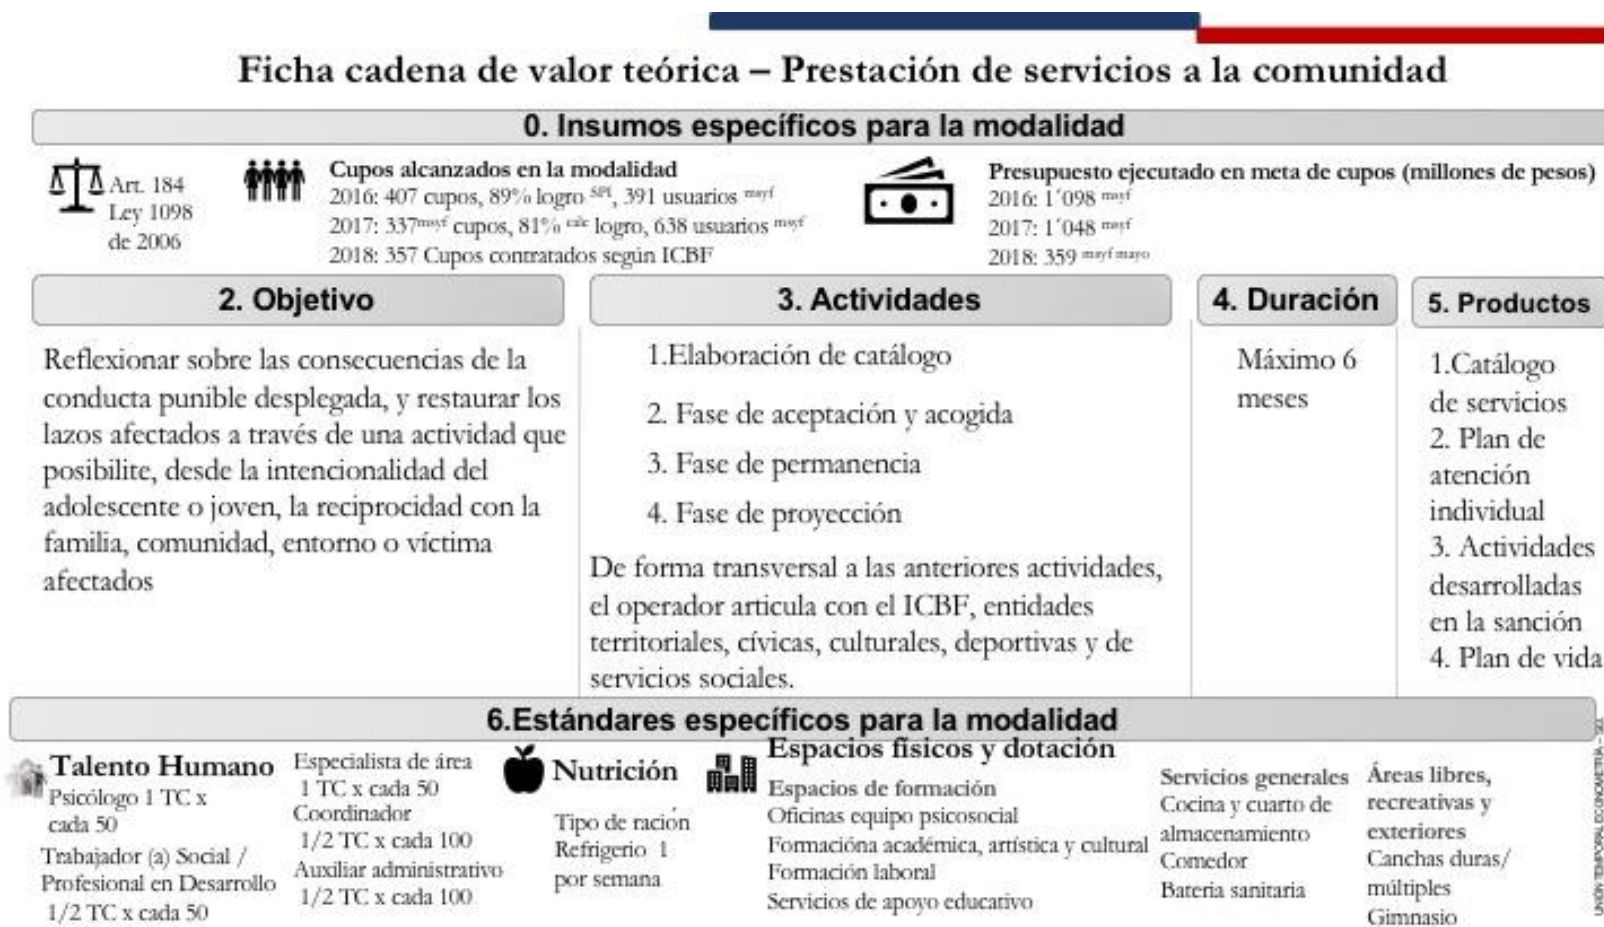 Ficha cadena de valor teórica – Prestación de servicios a la comunidad
0. Insumos específicos para la modalidad
Art. 184
Ley 1098
de 2006
Cupos alcanzados en la modalidad
2016: 407 cupos, 89% logro SPI, 391 usuarios mayf
2017: 337mayf cupos, 81% calc logro, 638 usuarios mayf
2018: 357 Cupos contratados según ICBF
Presupuesto ejecutado en meta de cupos (millones de pesos)
2016: 1´098 mayf
2017: 1´048 mayf
2018: 359 mayf mayo
2. Objetivo
Reflexionar sobre las consecuencias de la
conducta punible desplegada, y restaurar los
lazos afectados a través de una actividad que
posibilite, desde la intencionalidad del
adolescente o joven, la reciprocidad con la
familia, comunidad, entorno o víctima
afectados
3. Actividades
1.Elaboración de catálogo
2. Fase de aceptación y acogida
3. Fase de permanencia
4. Fase de proyección
De forma transversal a las anteriores actividades,
el operador articula con el ICBF, entidades
territoriales, cívicas, culturales, deportivas y de
servicios sociales.
4. Duración
Máximo 6
meses
5. Productos
1.Catálogo
de servicios
2. Plan de
atención
individual
3. Actividades
desarrolladas
en la sanción
4. Plan de vida
6.Estándares específicos para la modalidad
Talento Humano
Psicólogo 1 TC x
cada 50
Trabajador (a) Social /
Profesional en Desarrollo
1/2 TC x cada 50
Especialista de área
1 TC x cada 50
Coordinador
1/2 TC x cada 100
Auxiliar administrativo
1/2 TC x cada 100
Nutrición
Tipo de ración
Refrigerio 1
por semana
Espacios físicos y dotación
Espacios de formación
Oficinas equipo psicosocial
Formacióna académica, artística y cultural
Formación laboral
Servicios de apoyo educativo
Servicios generales
Cocina y cuarto de
almacenamiento
Comedor
Bateria sanitaria
Áreas libres,
recreativas y
exteriores
Canchas duras/
múltiples
Gimnasio
UNIÓN TEMPORAL ECONOMETRÍA – SEI